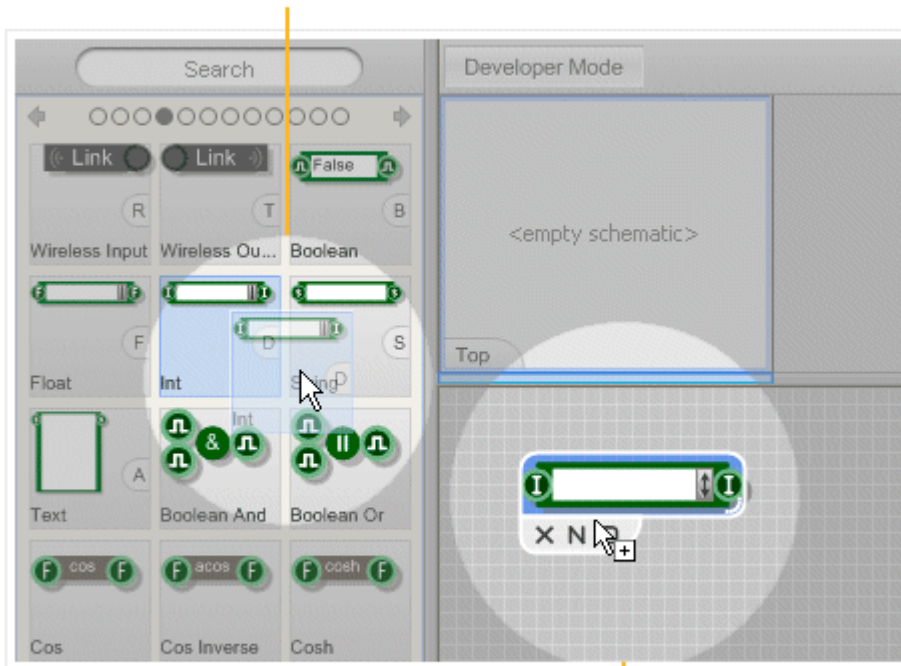 Search
Developer Mode
Link Link False
R T B
Wireless Input Wireless Ou... Boolean
<empty schematic>
F F I I S S
F D S
Float Int
D
Int
Top
A
&
Text Boolean And Boolean Or
I I
X N
F cos F F acos F F cosh F
Cos Cos Inverse Cosh